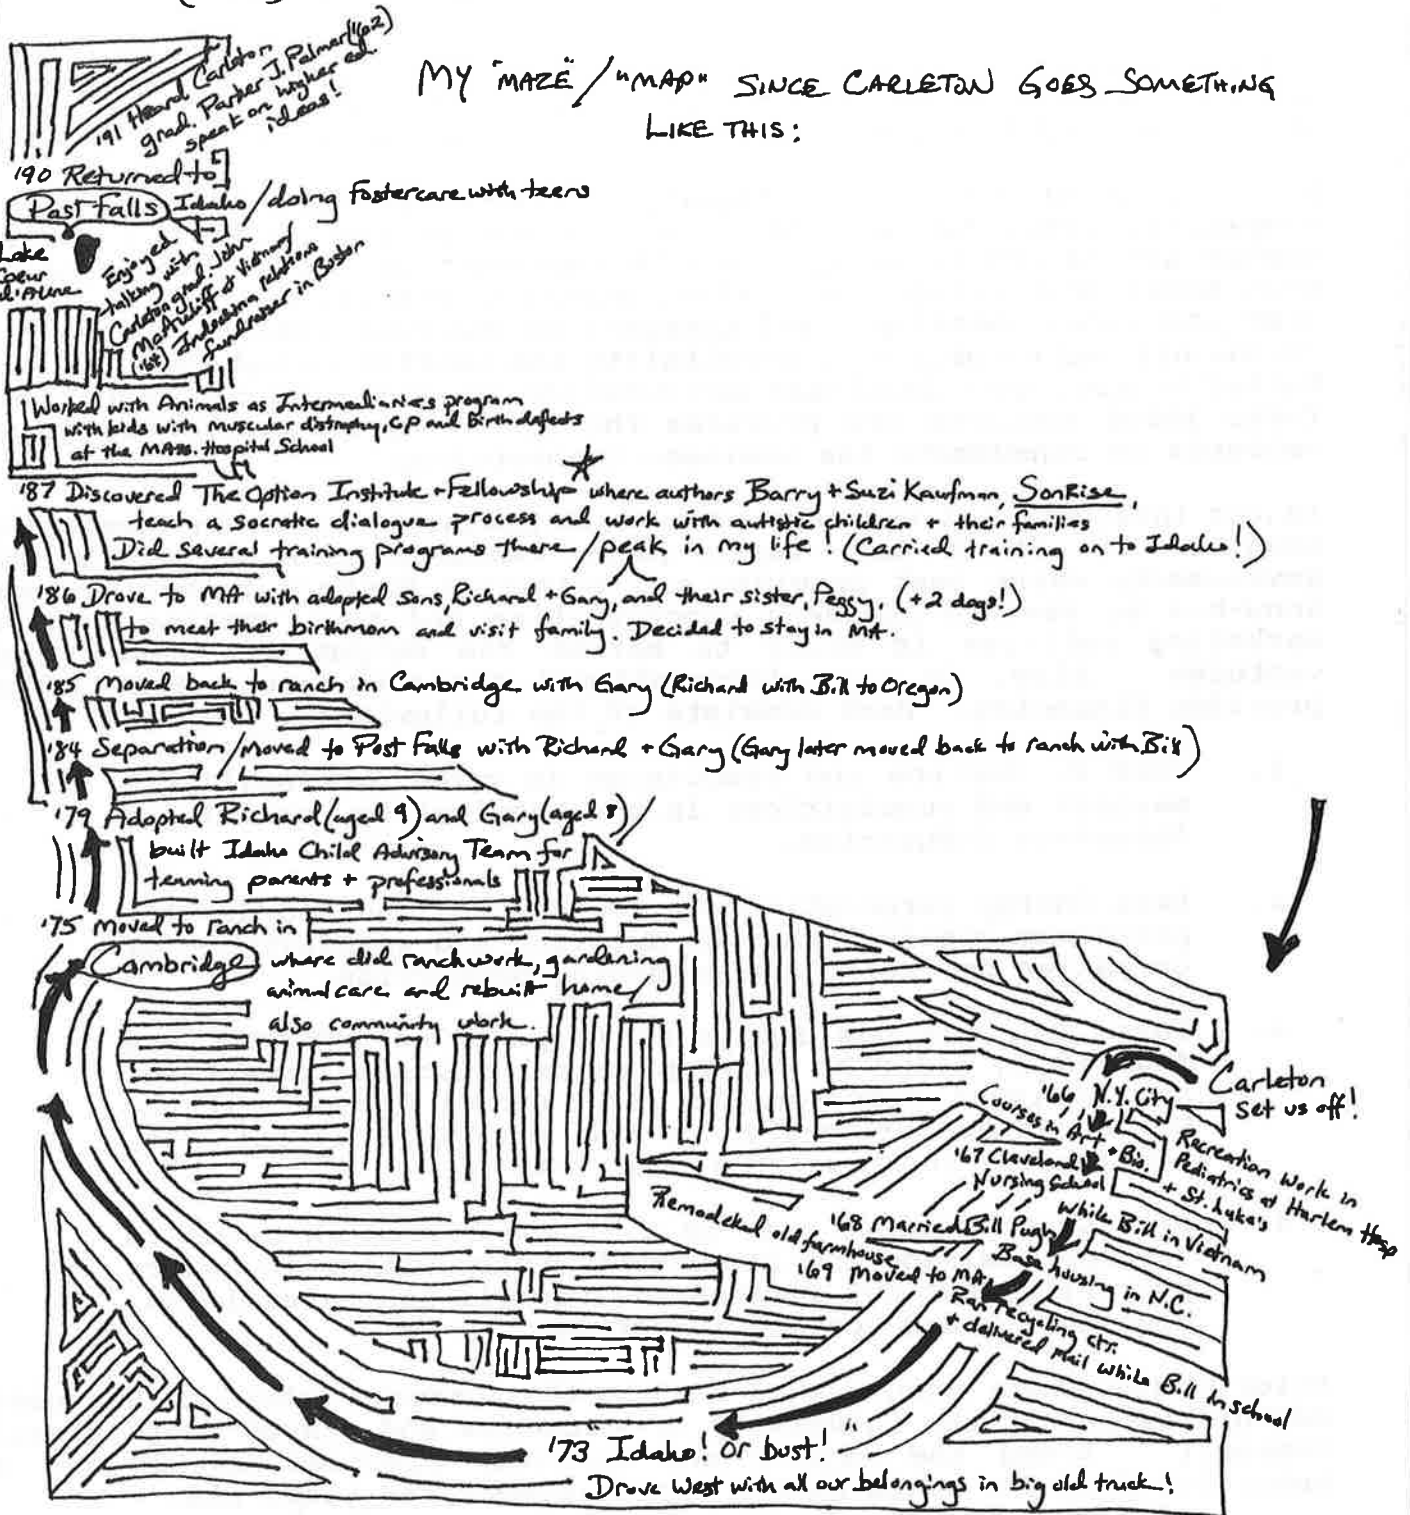 MY "MAZE" / "MAP" SINCE CARLETON GOES SOMETHING
LIKE THIS:
'91 Heard Carleton
grad. Parker J. Palmer ('62)
speak on higher ed.
ideas!
'90 Returned to
Post Falls Idaho / doing Fostercare with teens
Lake
Coeur
d'Alene
Enjoyed
talking with
Carleton grad. John
McAuliff at Vietnam/
('64) Indochina relations
fundraiser in Boston
Worked with Animals as Intermediaries program
with kids with muscular distrophy, CP and Birth defects
at the MASS. Hospital School
'87 Discovered The Option Institute + Fellowship where authors Barry + Suzi Kaufman, SonRise,
teach a Socratic dialogue process and work with autistic children + their families
Did several training programs there / peak in my life! (Carried training on to Idaho!)
'86 Drove to MA with adopted sons, Richard + Gary, and their sister, Peggy, (+ 2 dogs!)
to meet their birthmom and visit family. Decided to stay in MA.
'85 Moved back to ranch in Cambridge with Gary (Richard with Bill to Oregon)
'84 Separation / Moved to Post Falls with Richard + Gary (Gary later moved back to ranch with Bill)
'79 Adopted Richard (aged 9) and Gary (aged 8) /
built Idaho Child Advisory Team for
teaming parents + professionals
'75 Moved to ranch in
Cambridge where did ranch work, gardening
animal care and rebuilt home /
also community work.
Carleton
set us off!
'66 N.Y. City
Recreation Work in
Pediatrics at Harlem Hosp
+ St. Luke's
Courses in Art
+ Bio.
'67 Cleveland
Nursing School
while Bill in Vietnam
'68 Married Bill Pugh
Base housing in N.C.
Remodeled old farmhouse
'69 Moved to MA
Ran recycling ctr.
+ delivered mail while Bill in school
'73 "Idaho! or bust!"
Drove West with all our belongings in big old truck!